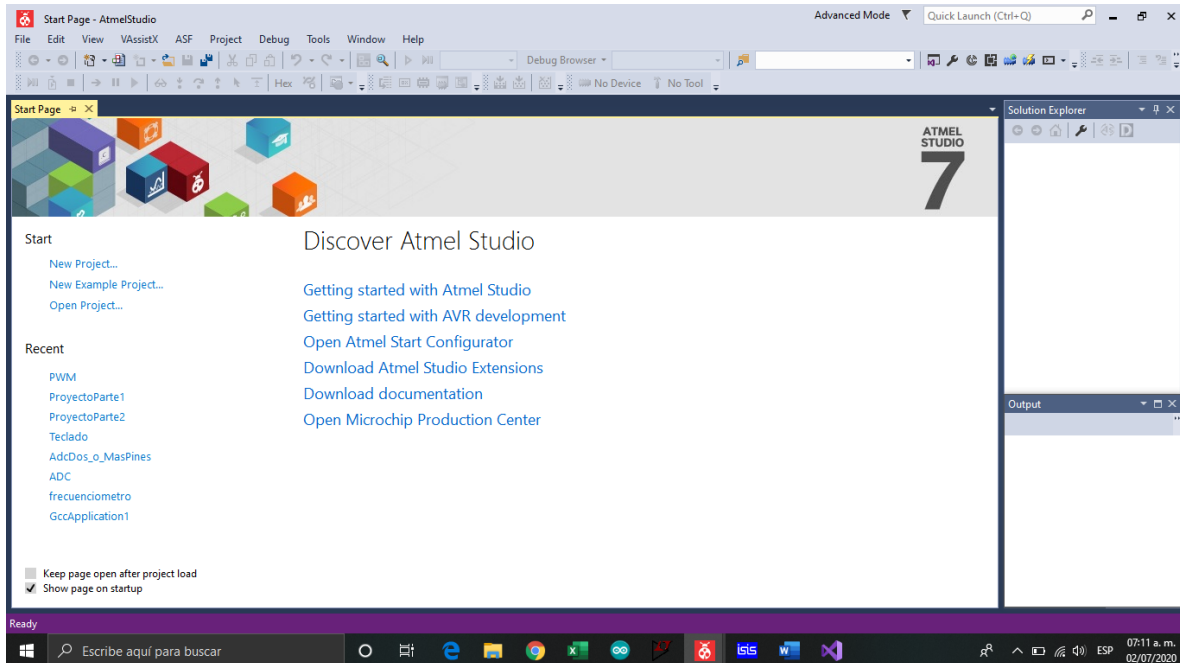 Start Page - AtmelStudio
Advanced Mode
Quick Launch (Ctrl+Q)
File Edit View VAssistX ASF Project Debug Tools Window Help
Debug Browser
Hex
No Device
No Tool
Start Page
Solution Explorer
ATMEL
STUDIO
7
Start
New Project...
New Example Project...
Open Project...
Recent
PWM
ProyectoParte1
ProyectoParte2
Teclado
AdcDos_o_MasPines
ADC
frecuenciometro
GccApplication1
Keep page open after project load
Show page on startup
Discover Atmel Studio
Getting started with Atmel Studio
Getting started with AVR development
Open Atmel Start Configurator
Download Atmel Studio Extensions
Download documentation
Open Microchip Production Center
Output
Ready
Escribe aquí para buscar
isis
ESP
07:11 a. m.
02/07/2020